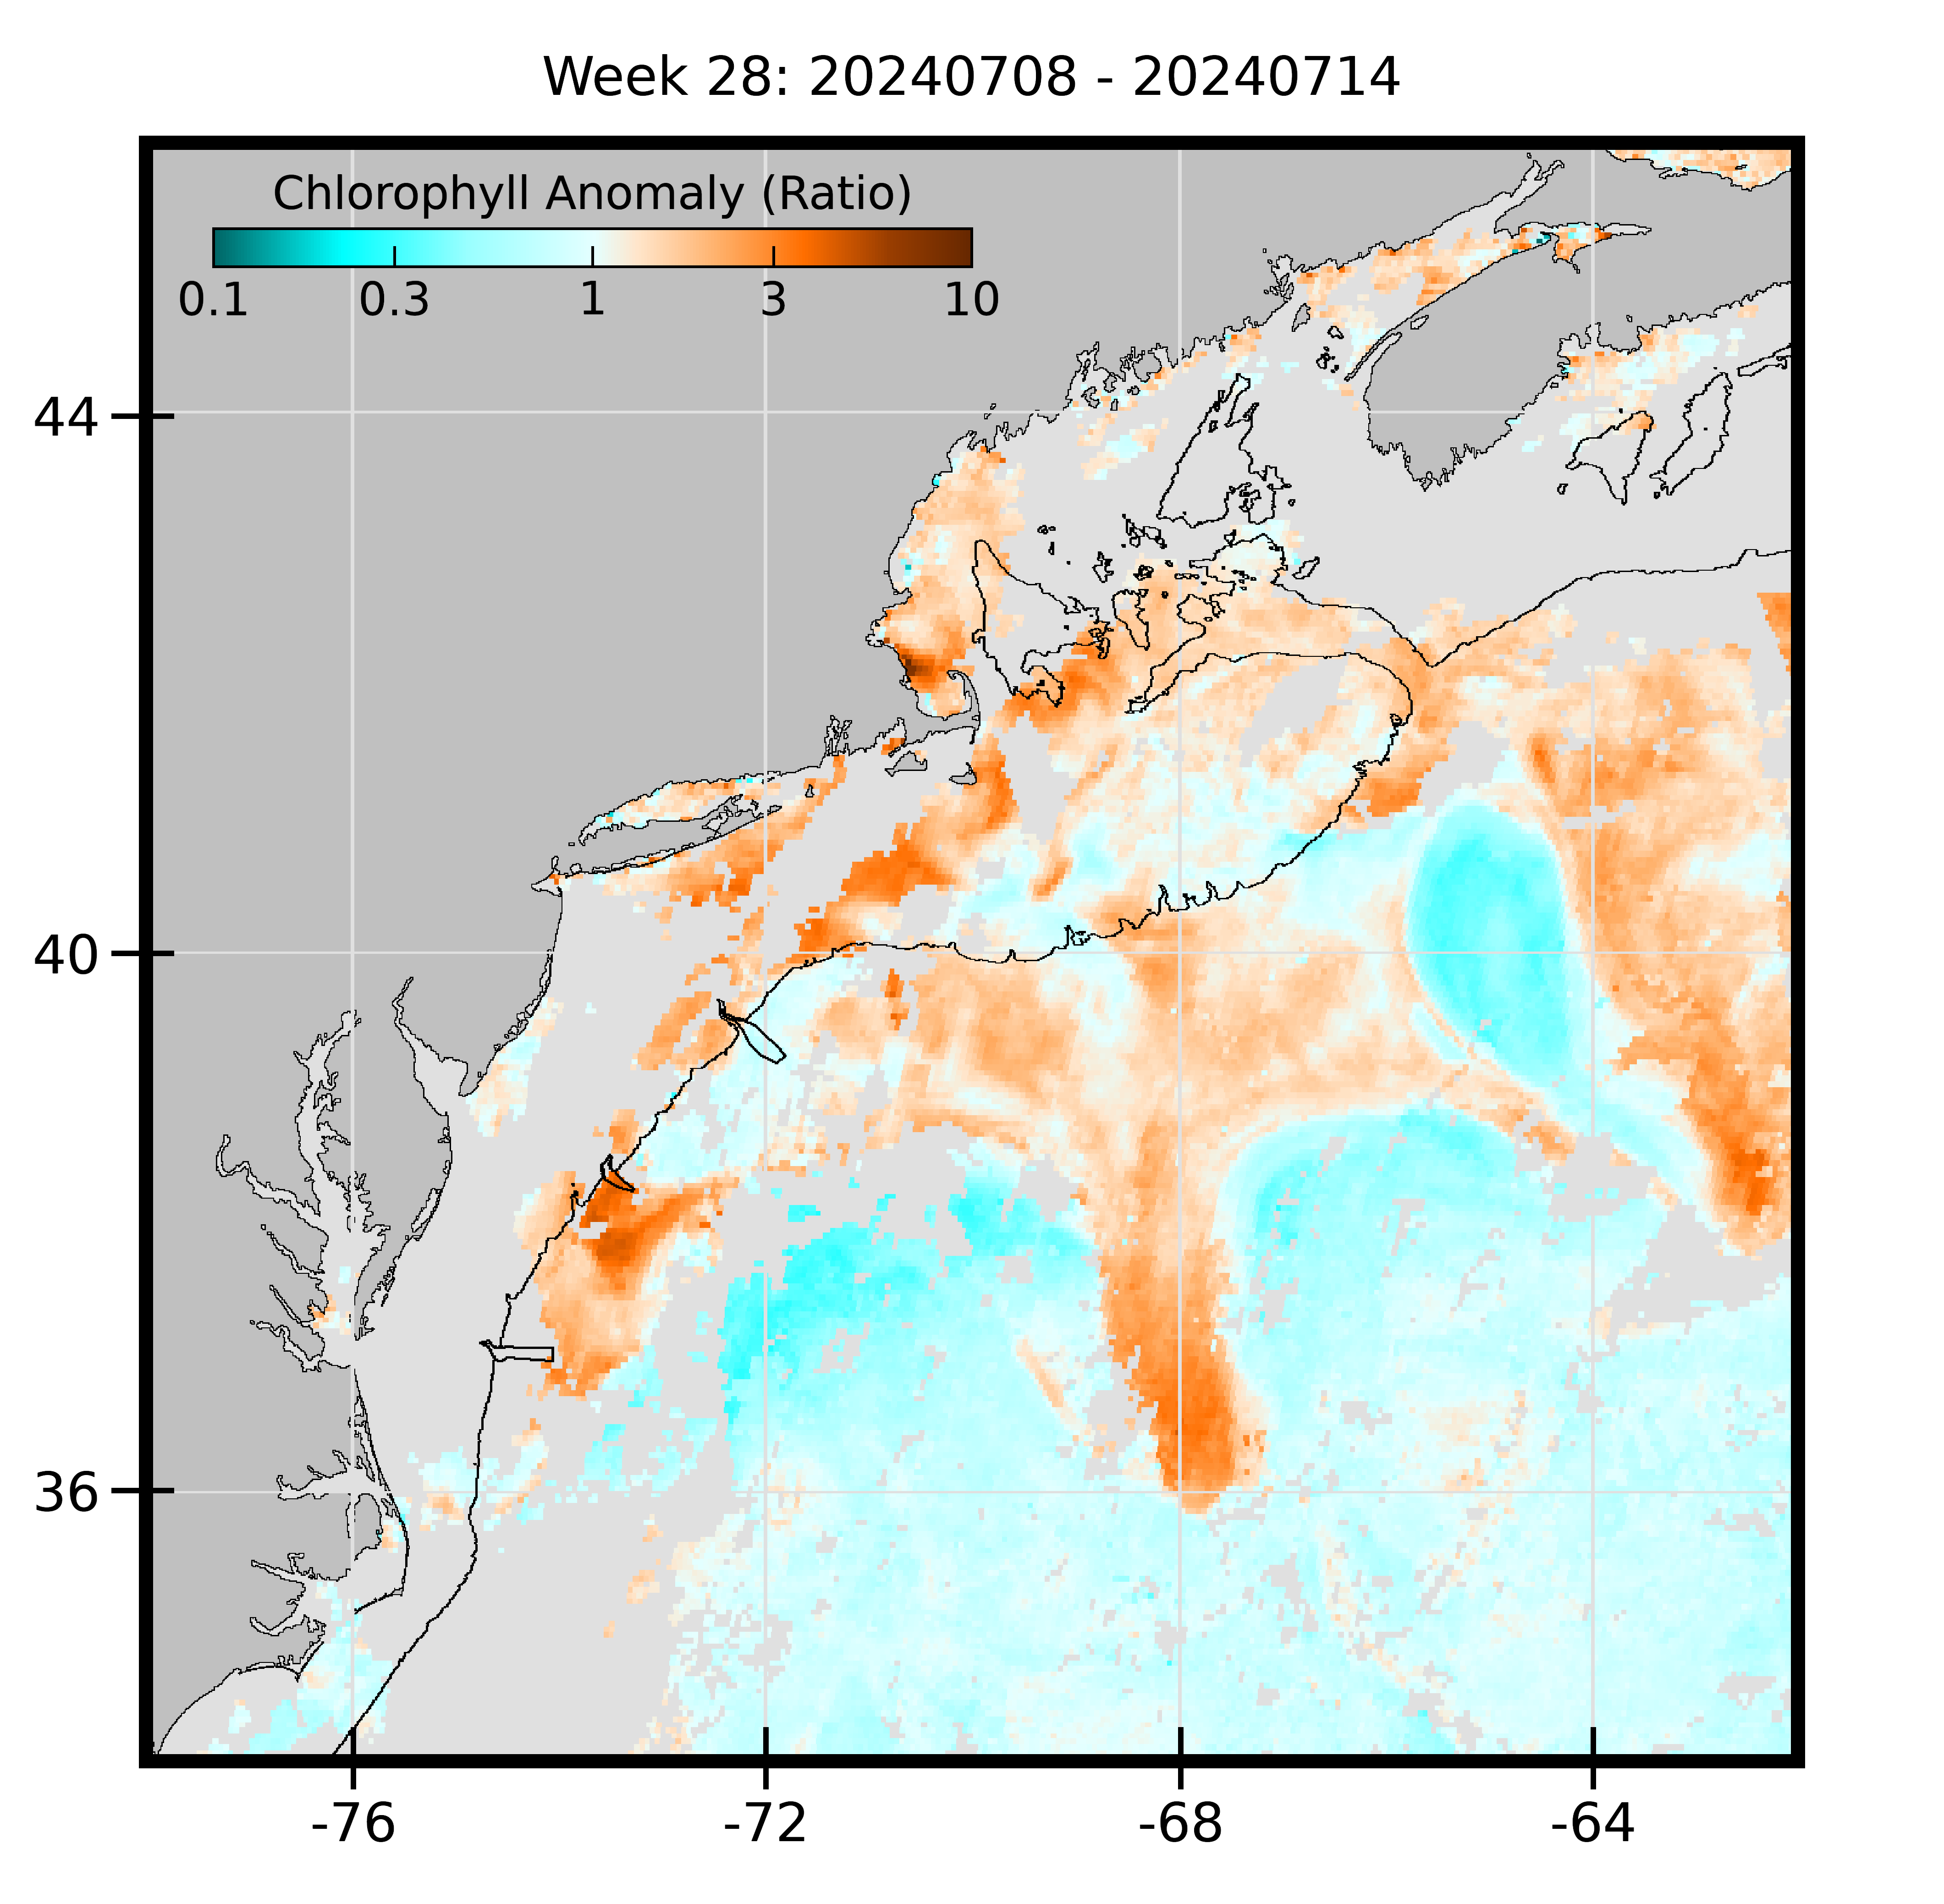 Week 28: 20240708 - 20240714
Chlorophyll Anomaly (Ratio)
0.1 0.3 1 3 10
44
40
36
-76 -72 -68 -64